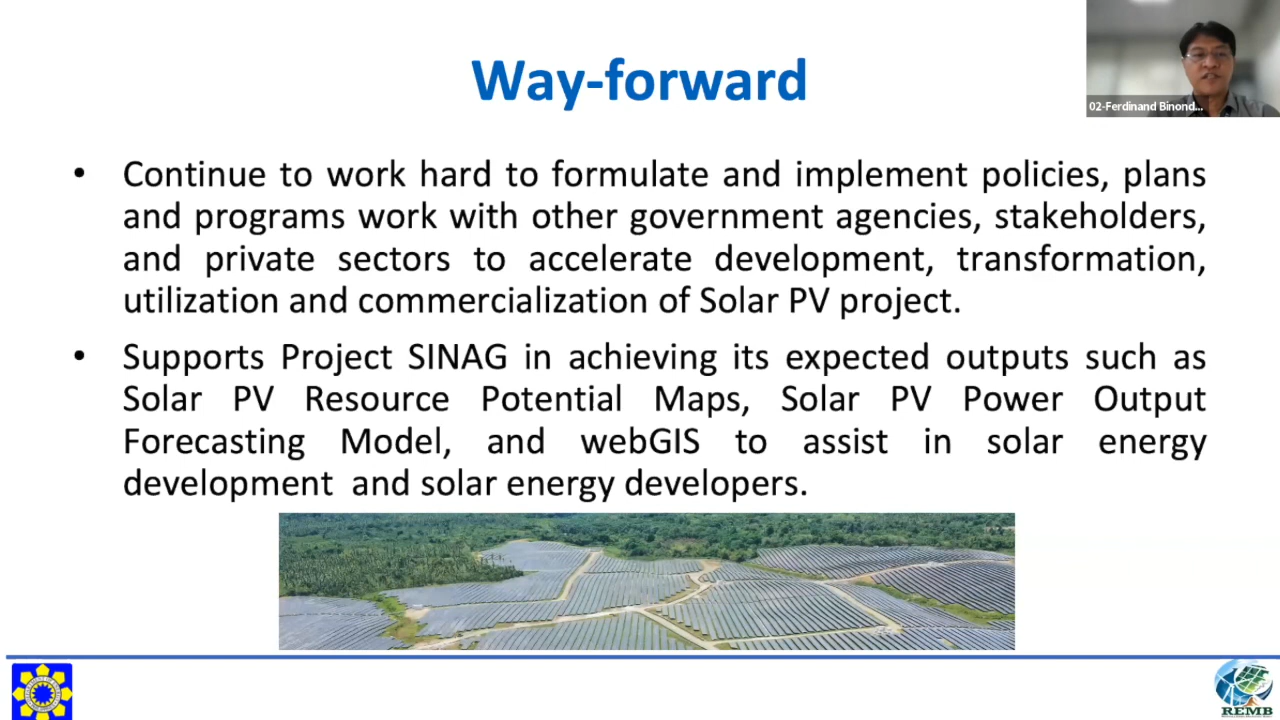 Way-forward
02-Ferdinand Binond...
• Continue to work hard to formulate and implement policies, plans
and programs work with other government agencies, stakeholders,
and private sectors to accelerate development, transformation,
utilization and commercialization of Solar PV project.
• Supports Project SINAG in achieving its expected outputs such as
Solar PV Resource Potential Maps, Solar PV Power Output
Forecasting Model, and webGIS to assist in solar energy
development and solar energy developers.
REMB